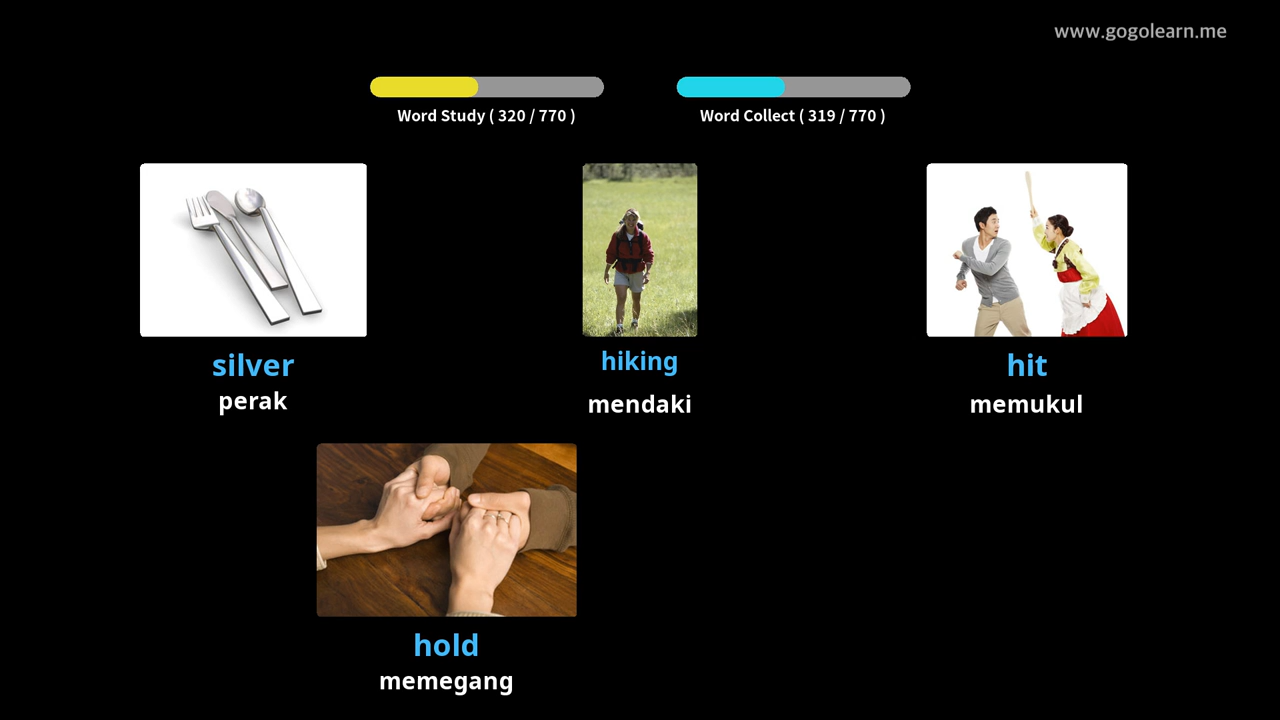 www.gogolearn.me
Word Study ( 320 / 770 )
Word Collect ( 319 / 770 )
silver
perak
hiking
mendaki
hit
memukul
hold
memegang